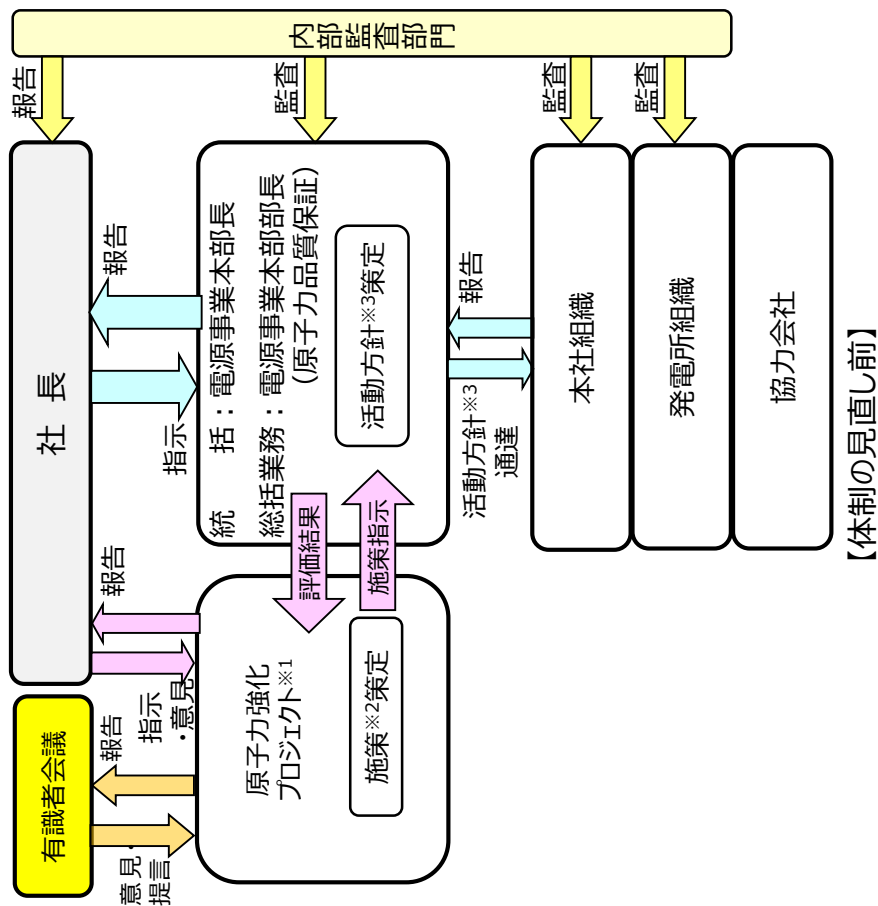 有識者会議
社 長
内部監査部門
意見・
提言
報告
指示
・意見
報告
指示
報告
報告
監査
監査
監査
原子力強化
プロジェクト※1
施策※2策定
評価結果
施策指示
統　　括：電源事業本部長
総括業務：電源事業本部部長
(原子力品質保証)
活動方針※3策定
活動方針※3
通達
報告
本社組織
発電所組織
協力会社
【体制の見直し前】